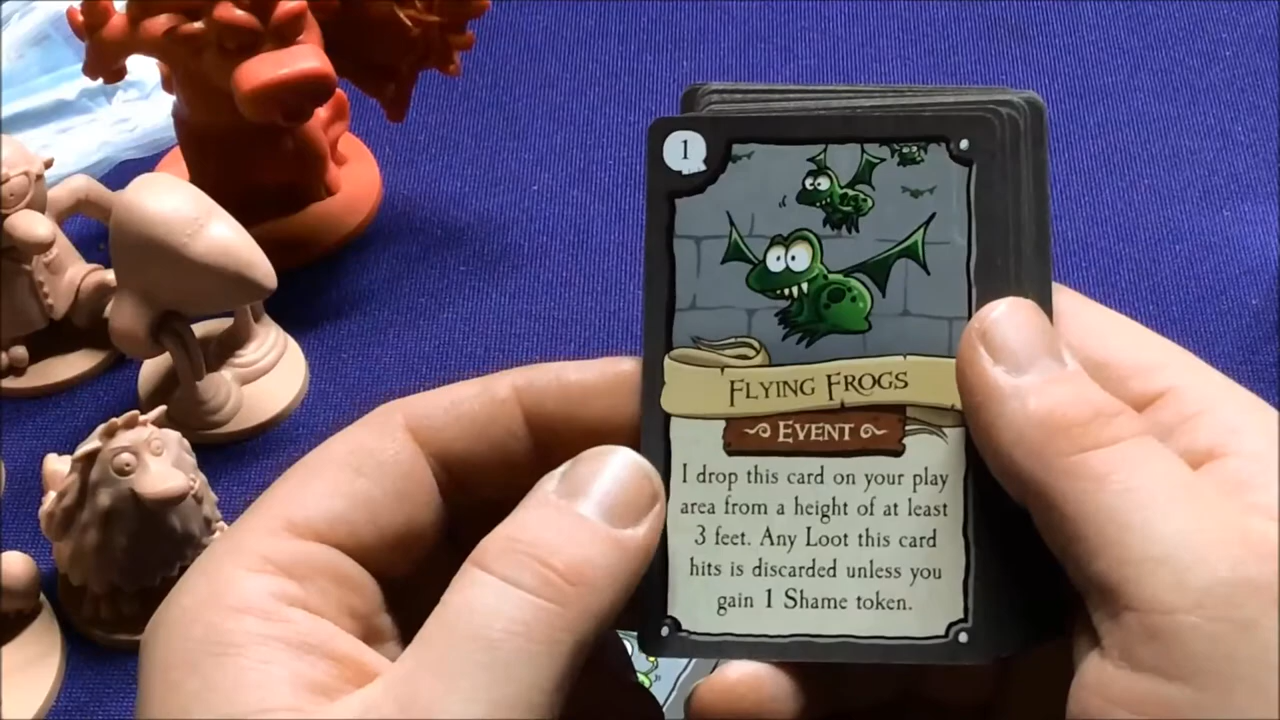 1
FLYING FROGS
EVENT
I drop this card on your play
area from a height of at least
3 feet. Any Loot this card
hits is discarded unless you
gain 1 Shame token.